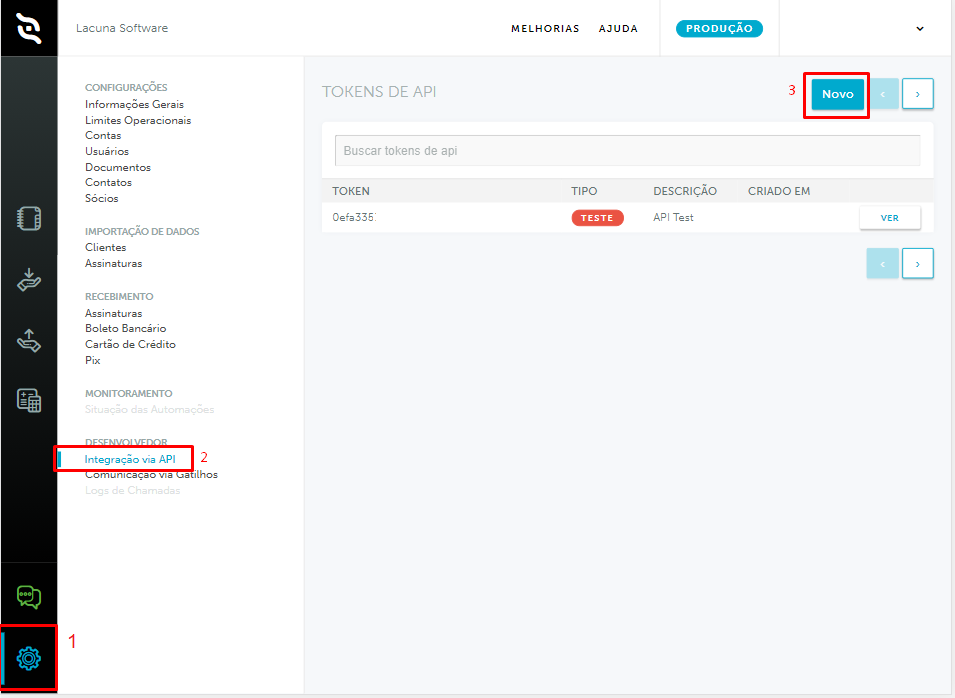 Lacuna Software
MELHORIAS AJUDA PRODUÇÃO
CONFIGURAÇÕES
Informações Gerais
Limites Operacionais
Contas
Usuários
Documentos
Contatos
Sócios
IMPORTAÇÃO DE DADOS
Clientes
Assinaturas
RECEBIMENTO
Assinaturas
Boleto Bancário
Cartão de Crédito
Pix
MONITORAMENTO
Situação das Automações
DESENVOLVEDOR
Integração via API 2
Comunicação via Gatilhos
Logs de Chamadas
1
TOKENS DE API 3 Novo < >
Buscar tokens de api
TOKEN TIPO DESCRIÇÃO CRIADO EM
0efa335 TESTE API Test VER
< >